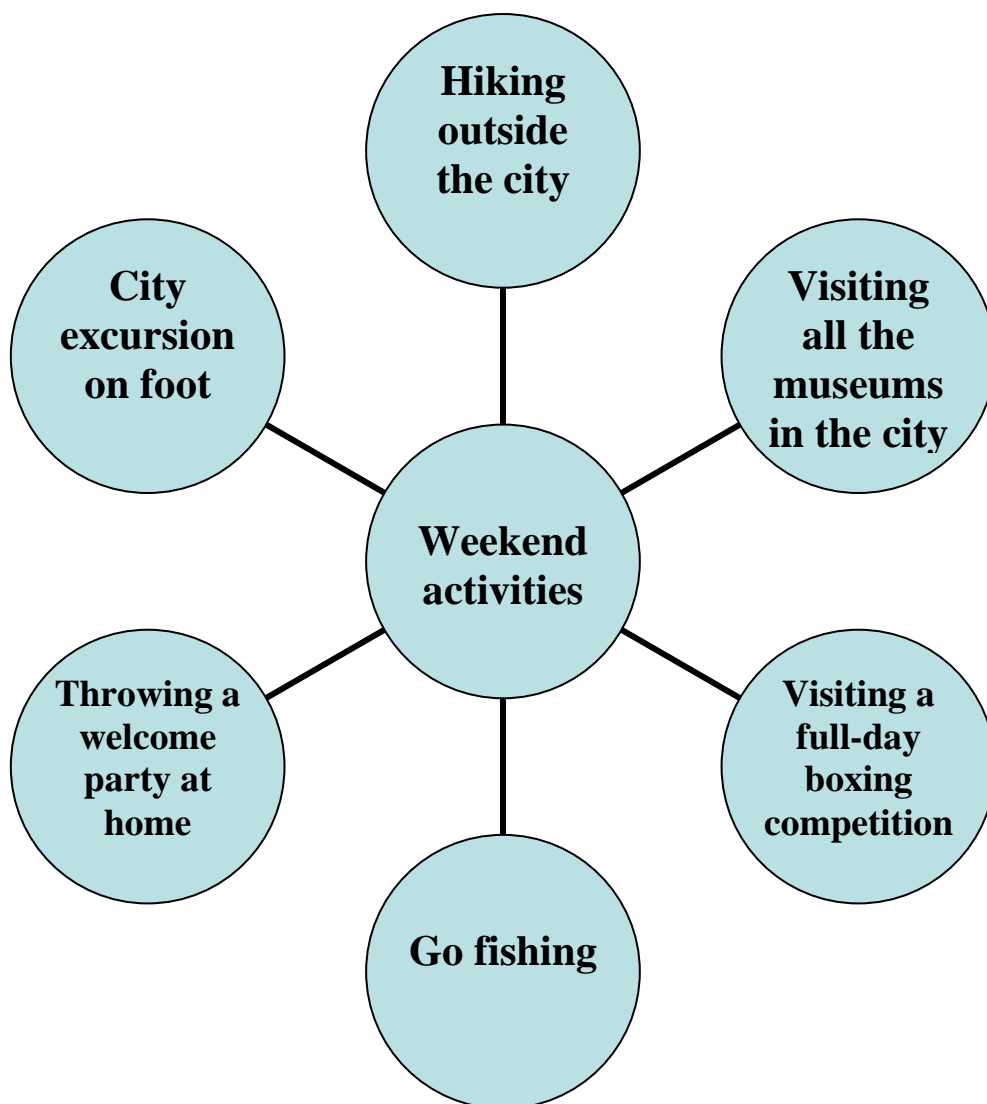 Hiking
outside
the city
City
excursion
on foot
Visiting
all the
museums
in the city
Weekend
activities
Throwing a
welcome
party at
home
Visiting a
full-day
boxing
competition
Go fishing